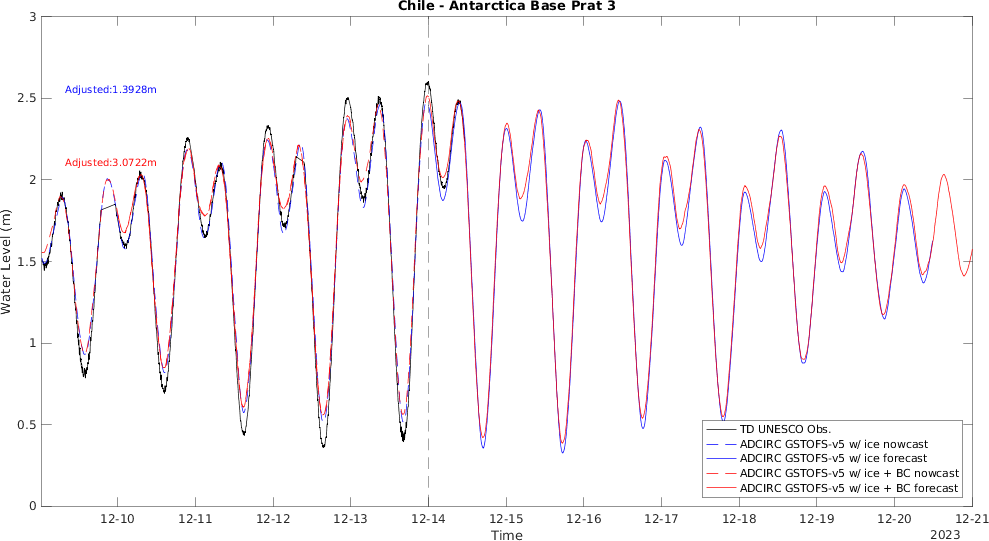 Chile - Antarctica Base Prat 3
3
2.5
2
1.5
1
0.5
0
Water Level (m)
Adjusted:1.3928m
Adjusted:3.0722m
TD UNESCO Obs.
ADCIRC GSTOFS-v5 w/ ice nowcast
ADCIRC GSTOFS-v5 w/ ice forecast
ADCIRC GSTOFS-v5 w/ ice + BC nowcast
ADCIRC GSTOFS-v5 w/ ice + BC forecast
12-10 12-11 12-12 12-13 12-14 12-15 12-16 12-17 12-18 12-19 12-20 12-21
Time
2023